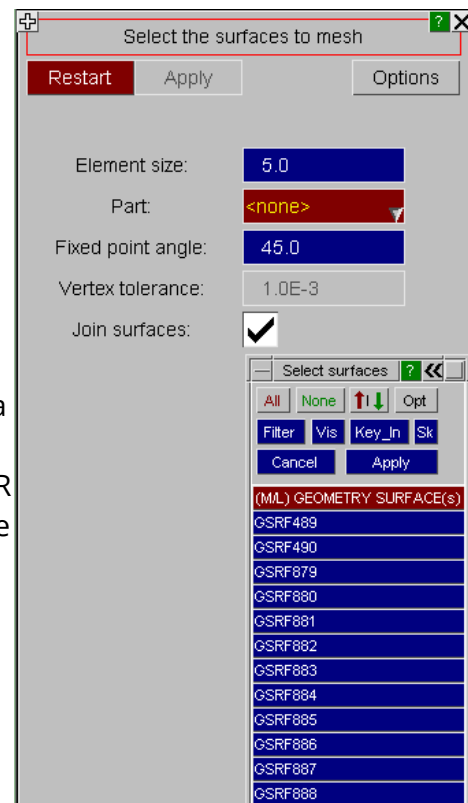 ?
Select the surfaces to mesh
Restart Apply Options
Element size: 5.0
Part: <none>
Fixed point angle: 45.0
Vertex tolerance: 1.0E-3
Join surfaces:
Select surfaces ?
a
All None Opt
Filter Vis Key_In Sk
Cancel Apply
R
(M/L) GEOMETRY SURFACE(s)
GSRF489
e
GSRF490
GSRF879
GSRF880
GSRF881
GSRF882
GSRF883
GSRF884
GSRF885
GSRF886
GSRF887
GSRF888